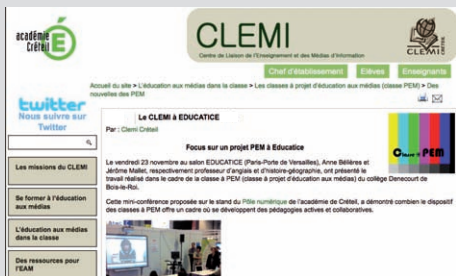 académie
Créteil
CLEMI
Centre de Liaison de l'Enseignement et des Médias d'Information
CLEMI
CRÉTEIL
Chef d'établissement
Elèves
Enseignants
Accueil du site > L'éducation aux médias dans la classe > Les classes à projet d'éducation aux médias (classe PEM) > Des
nouvelles des PEM
twitter
Nous suivre sur
Twitter
Le CLEMI à EDUCATICE
Par : Clemi Créteil
Focus sur un projet PEM à Educatice
Classe PEM
Le vendredi 23 novembre au salon EDUCATICE (Paris-Porte de Versailles), Anne Bélières et
Jérôme Mallet, respectivement professeur d'anglais et d'histoire-géographie, ont présenté le
travail réalisé dans le cadre de la classe à PEM (classe à projet d'éducation aux médias) du collège Denecourt de
Bois-le-Roi.
Cette mini-conférence proposée sur le stand du Pôle numérique de l'académie de Créteil, a démontré combien le dispositif
des classes à PEM offre un cadre où se développent des pédagogies actives et collaboratives.
Les missions du CLEMI
Se former à l'éducation
aux médias
L'éducation aux médias
dans la classe
Des ressources pour
l'EAM